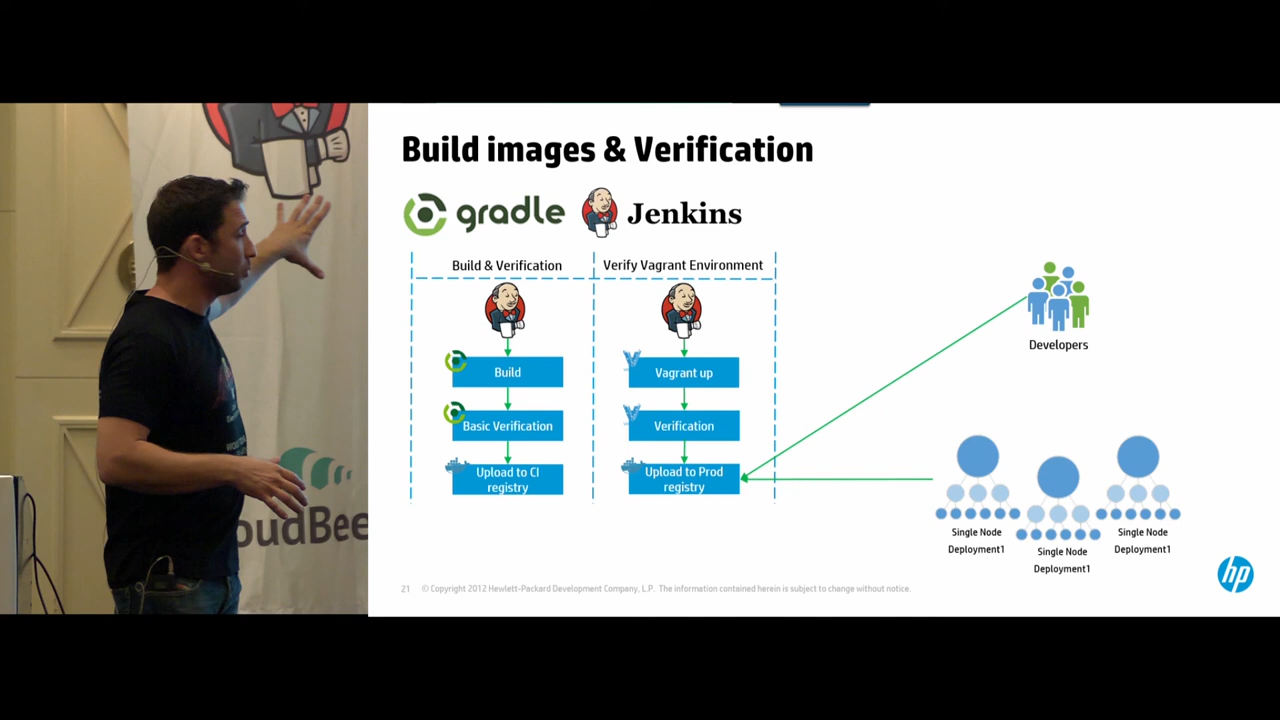 Build images & Verification
gradle
Jenkins
Build & Verification
Verify Vagrant Environment
Build
Vagrant up
Basic Verification
Verification
Upload to CI
registry
Upload to Prod
registry
Developers
Single Node
Deployment1
Single Node
Deployment1
Single Node
Deployment1
21
© Copyright 2012 Hewlett-Packard Development Company, L.P. The information contained herein is subject to change without notice.
hp
oudBee